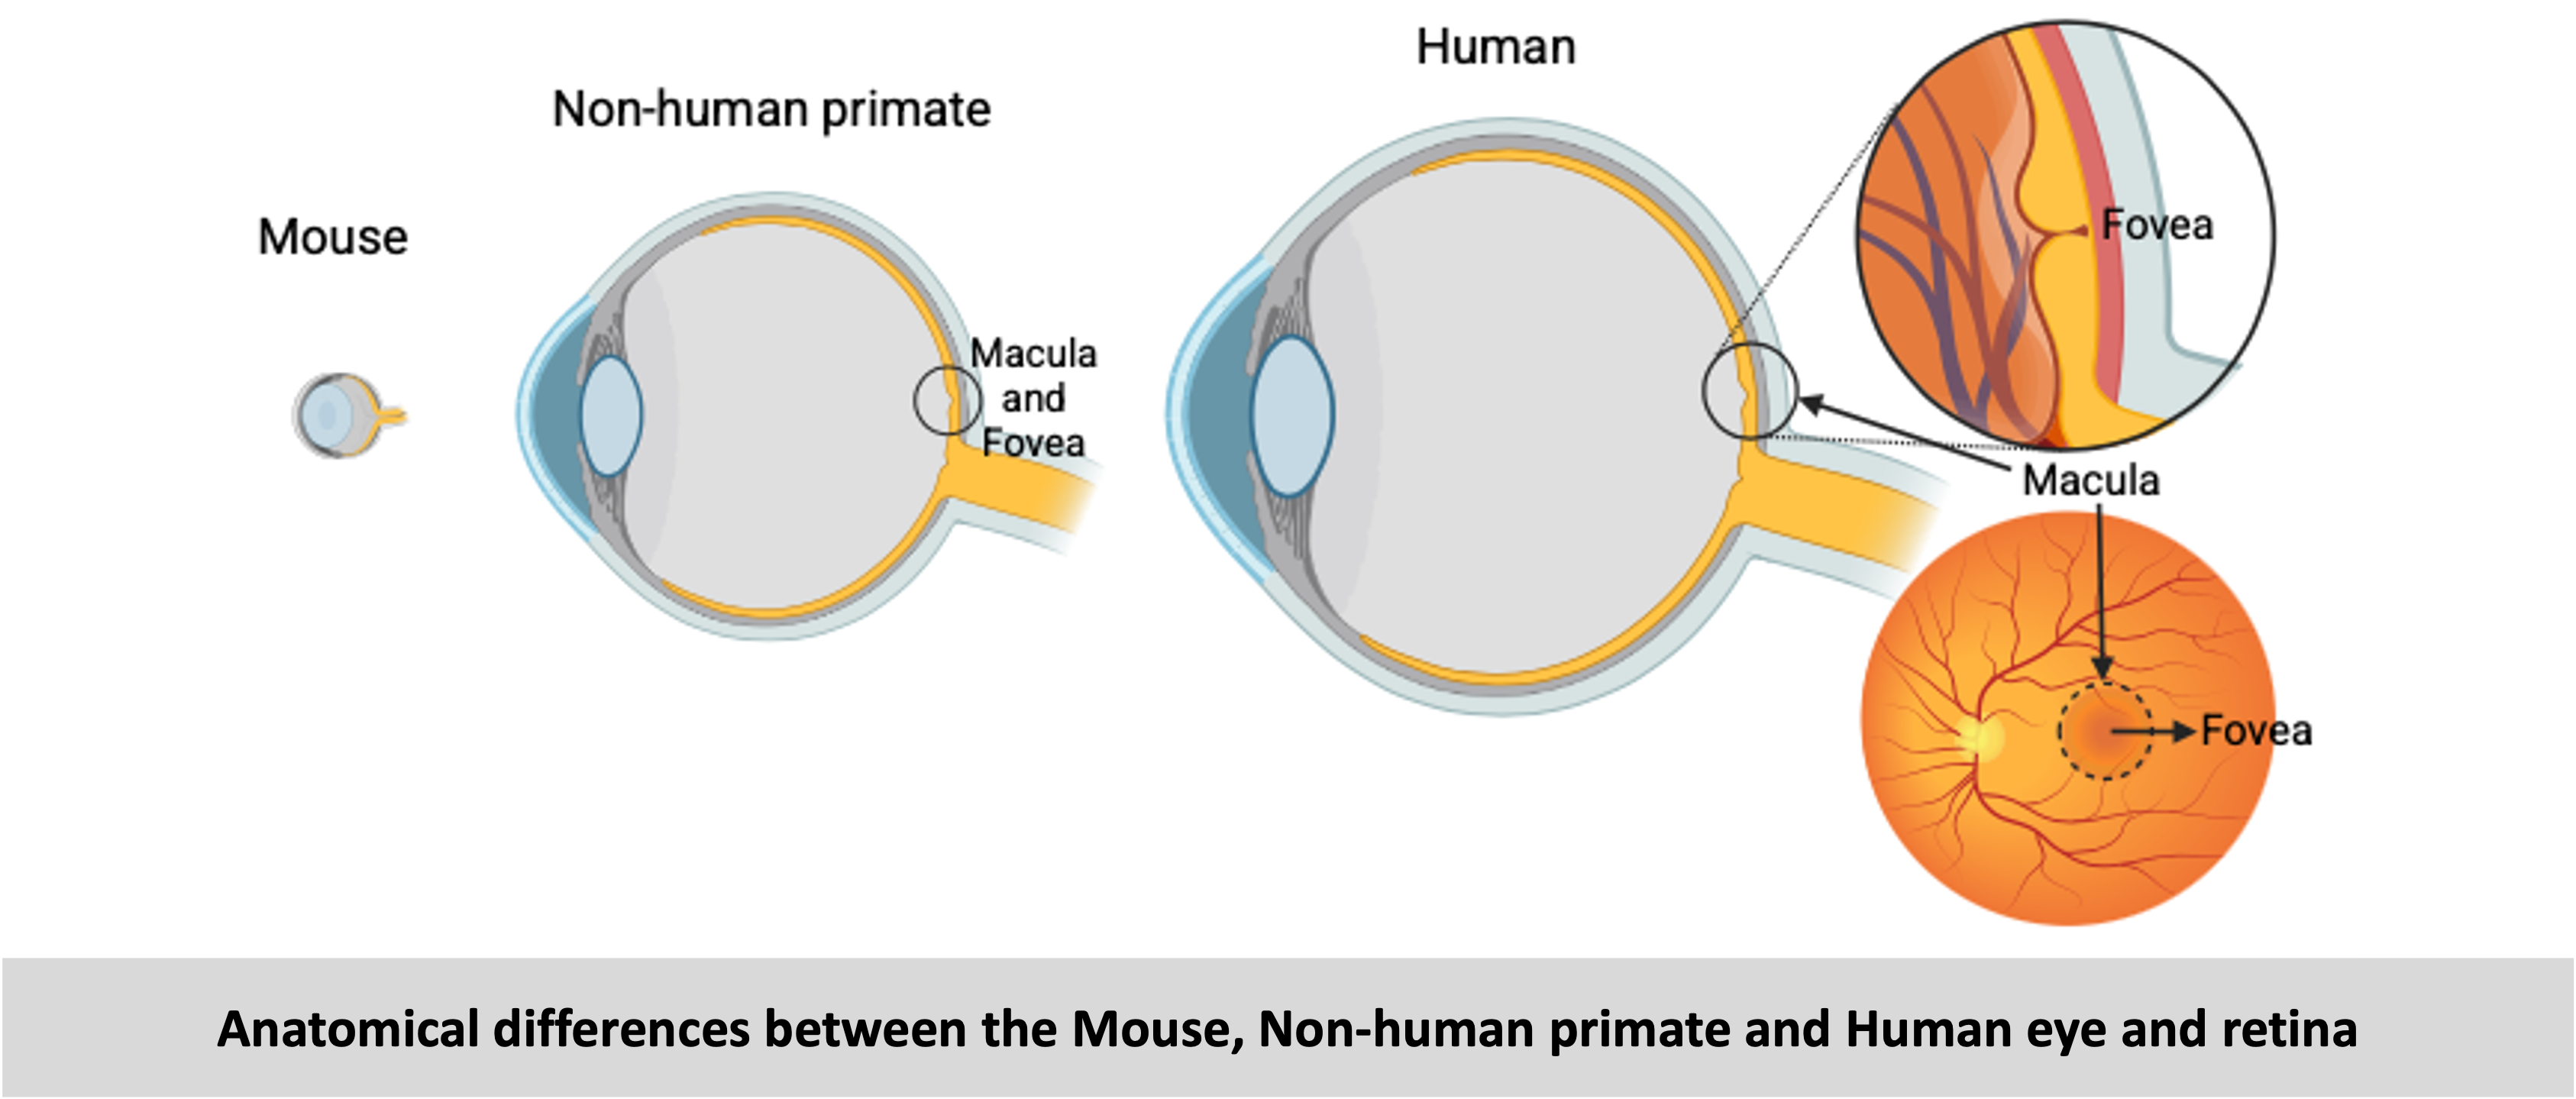 Mouse
Non-human primate
Macula
and
Fovea
Human
Fovea
Macula
Fovea
Anatomical differences between the Mouse, Non-human primate and Human eye and retina